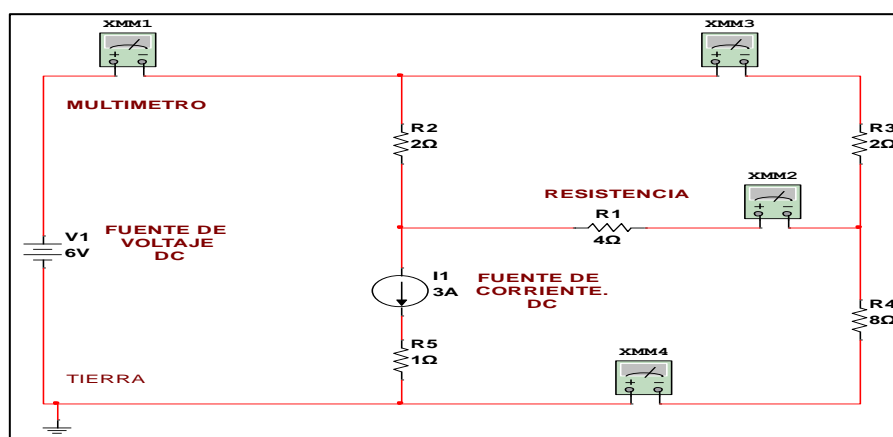 XMM1
XMM3
MULTIMETRO
R2
2Ω
R3
2Ω
XMM2
RESISTENCIA
R1
4Ω
V1
6V
FUENTE DE
VOLTAJE
DC
I1
3A
FUENTE DE
CORRIENTE.
DC
R4
8Ω
R5
1Ω
XMM4
TIERRA